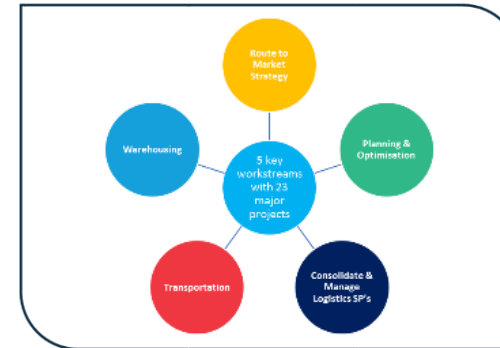 Route to
Market
Strategy
Warehousing
Planning &
Optimisation
5 key
workstreams
with 23
major
projects
Transportation
Consolidate &
Manage
Logistics SP's